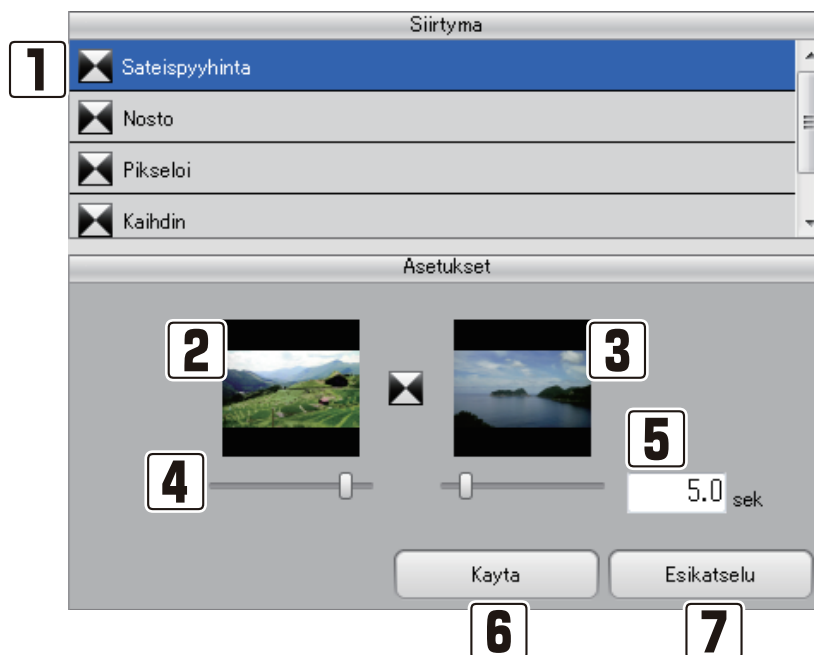 Siirtyma
1
Sateispyyhinta
Nosto
Pikseloi
Kaihdin
Asetukset
2
3
4
5
5.0 sek
Kayta
Esikatselu
6
7